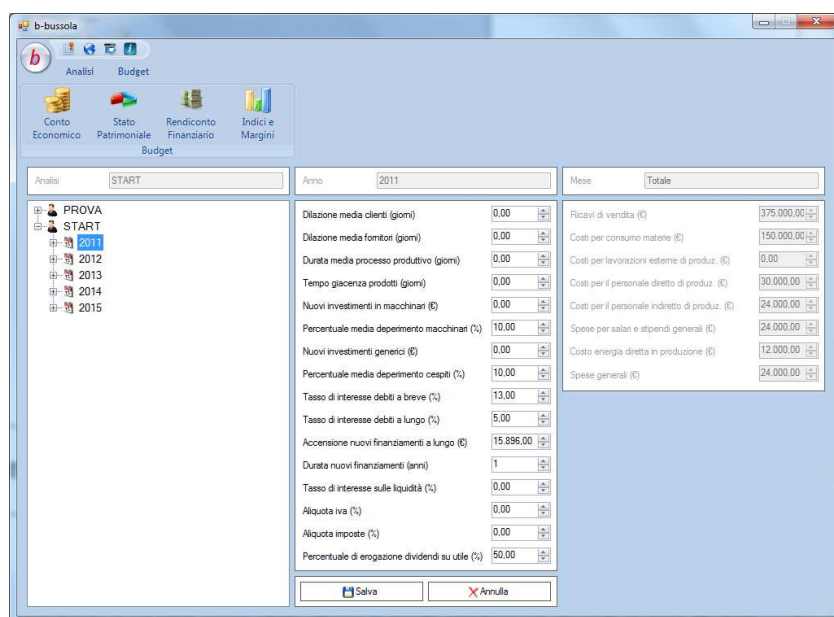 b-bussola
b
Analisi Budget
Conto Economico
Stato Patrimoniale
Rendiconto Finanziario
Indici e Margini
Budget
Analisi START
Anno 2011
Mese Totale
PROVA
START
2011
2012
2013
2014
2015
Dilazione media clienti (giorni) 0,00
Dilazione media fornitori (giorni) 0,00
Durata media processo produttivo (giorni) 0,00
Tempo giacenza prodotti (giorni) 0,00
Nuovi investimenti in macchinari (€) 0,00
Percentuale media deperimento macchinari (%) 10,00
Nuovi investimenti generici (€) 0,00
Percentuale media deperimento cespiti (%) 10,00
Tasso di interesse debiti a breve (%) 13,00
Tasso di interesse debiti a lungo (%) 5,00
Accensione nuovi finanziamenti a lungo (€) 15.896,00
Durata nuovi finanziamenti (anni) 1
Tasso di interesse sulle liquidità (%) 0,00
Aliquota iva (%) 0,00
Aliquota imposte (%) 0,00
Percentuale di erogazione dividendi su utile (%) 50,00
Salva
Annulla
Ricavi di vendita (€) 375.000,00
Costi per consumo materie (€) 150.000,00
Costi per lavorazioni esterne di produz. (€) 0,00
Costi per il personale diretto di produz. (€) 30.000,00
Costi per il personale indiretto di produz. (€) 24.000,00
Spese per salari e stipendi generali (€) 24.000,00
Costo energia diretta in produzione (€) 12.000,00
Spese generali (€) 24.000,00